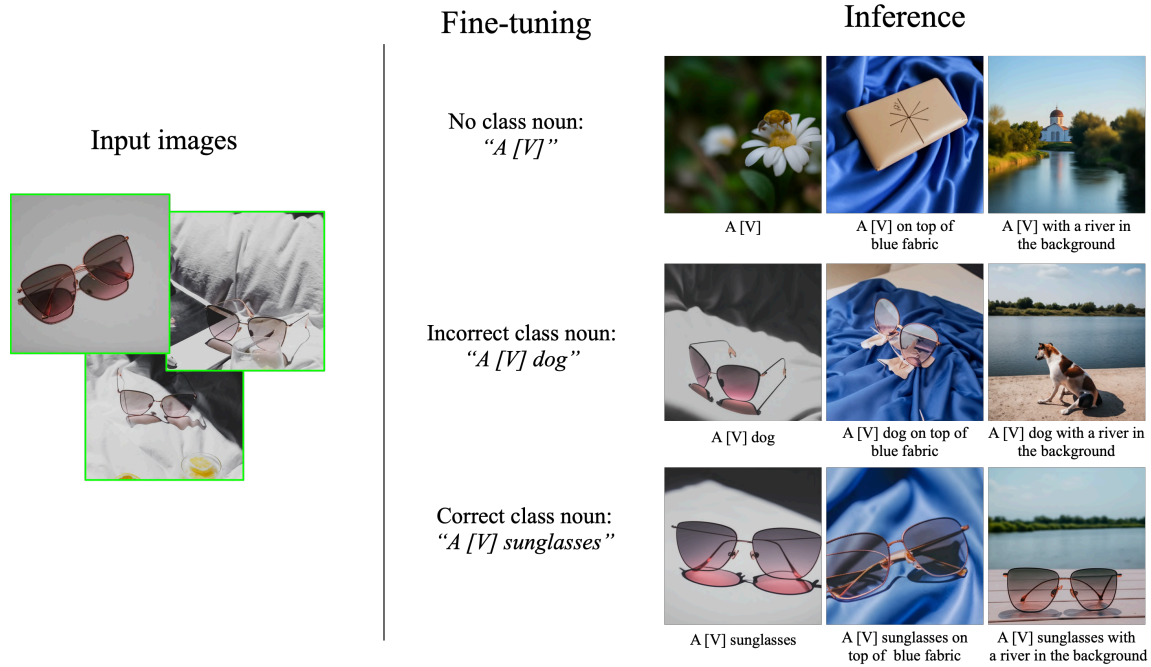 Fine-tuning
Inference
Input images
No class noun:
“A [V]”
A [V]
A [V] on top of
blue fabric
A [V] with a river in
the background
Incorrect class noun:
“A [V] dog”
A [V] dog
A [V] dog on top of
blue fabric
A [V] dog with a river in
the background
Correct class noun:
“A [V] sunglasses”
A [V] sunglasses
A [V] sunglasses on
top of blue fabric
A [V] sunglasses with
a river in the background